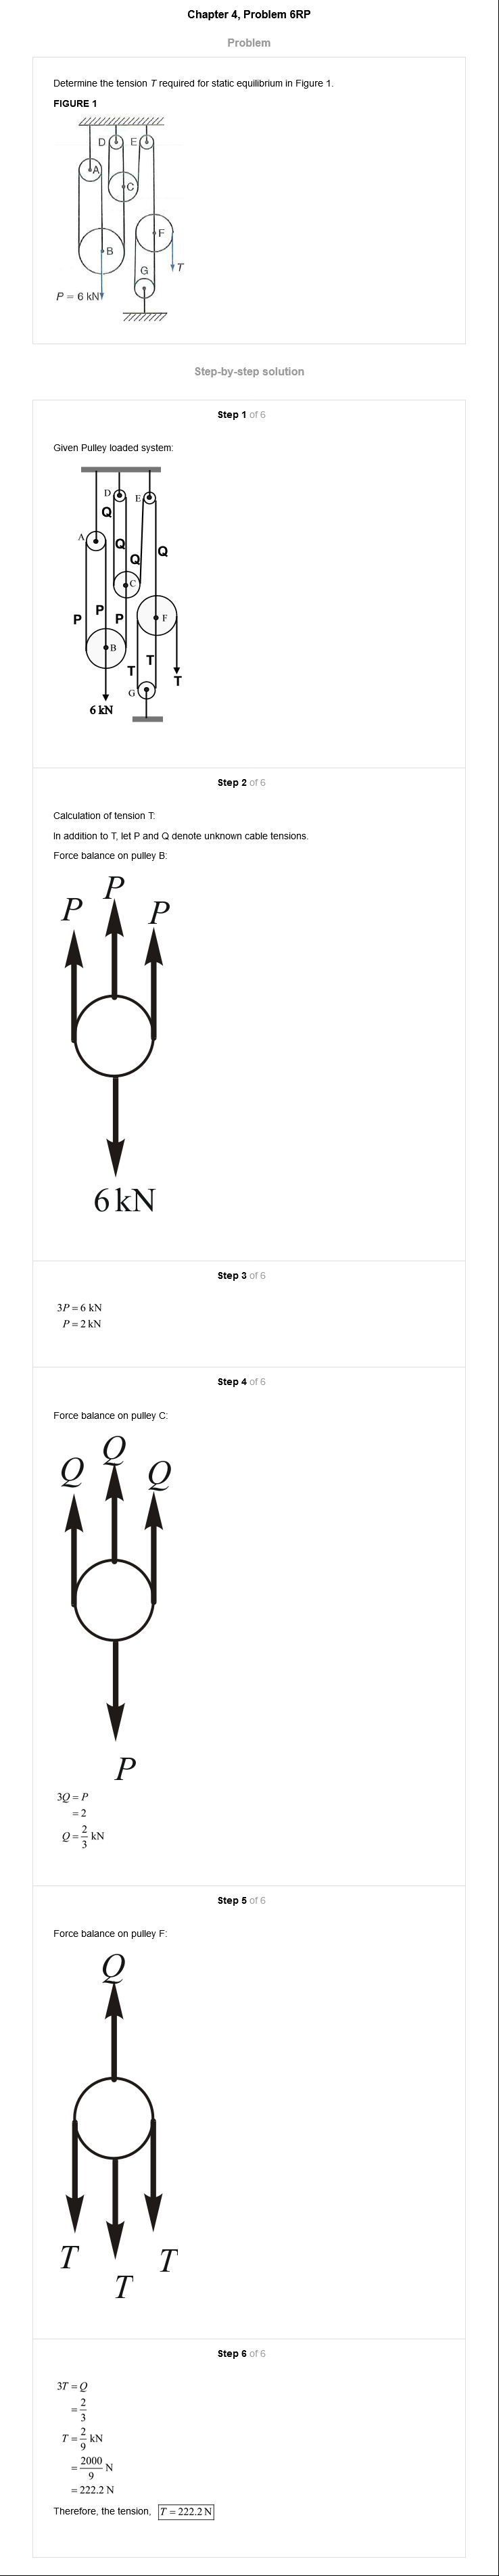 Chapter 4, Problem 6RP
Problem
Determine the tension T required for static equilibrium in Figure 1.
FIGURE 1
D E
A
C
F
B
G
T
P = 6 kN
Step-by-step solution
Step 1 of 6
Given Pulley loaded system:
D E
Q
A Q Q
Q
C
P P P
F
B
T T
T
G
6 kN
Step 2 of 6
Calculation of tension T:
In addition to T, let P and Q denote unknown cable tensions.
Force balance on pulley B:
P P P
6 kN
Step 3 of 6
3P = 6 kN
P = 2 kN
Step 4 of 6
Force balance on pulley C:
Q Q Q
P
3Q = P
= 2
Q = 2/3 kN
Step 5 of 6
Force balance on pulley F:
Q
T T T
Step 6 of 6
3T = Q
= 2/3
T = 2/9 kN
= 2000/9 N
= 222.2 N
Therefore, the tension, T = 222.2 N